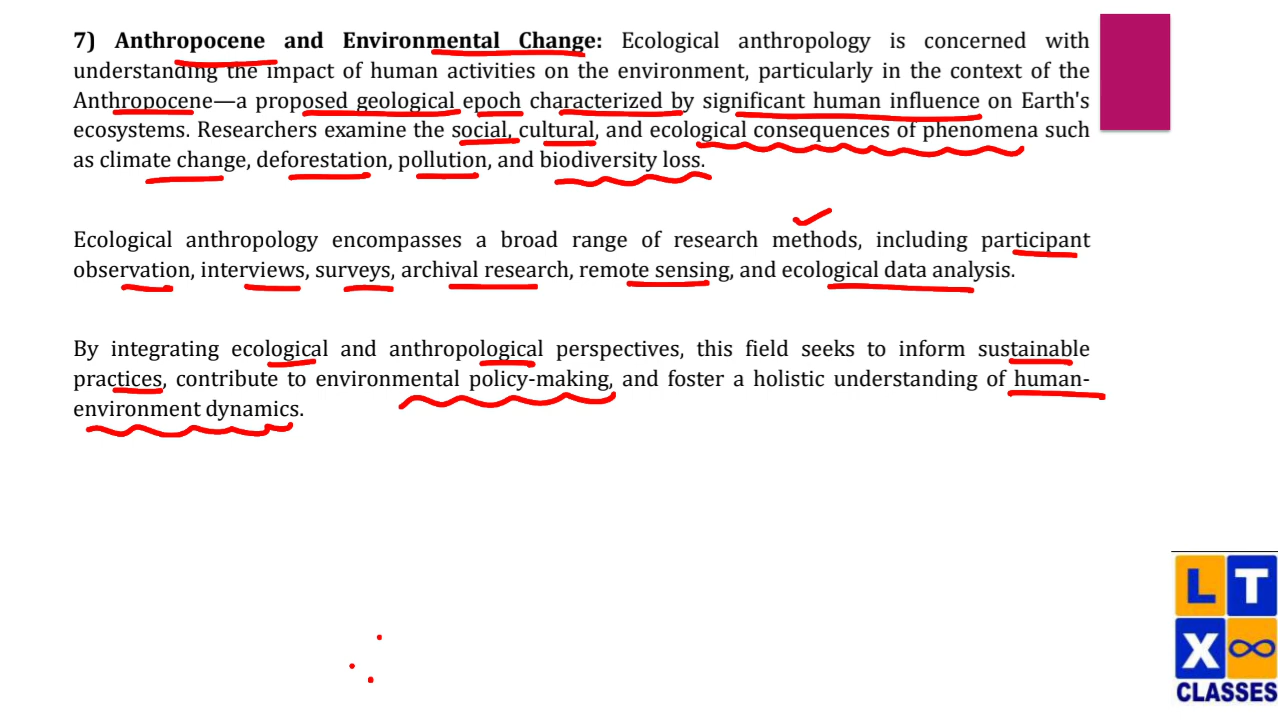 7) Anthropocene and Environmental Change: Ecological anthropology is concerned with
understanding the impact of human activities on the environment, particularly in the context of the
Anthropocene—a proposed geological epoch characterized by significant human influence on Earth's
ecosystems. Researchers examine the social, cultural, and ecological consequences of phenomena such
as climate change, deforestation, pollution, and biodiversity loss.
Ecological anthropology encompasses a broad range of research methods, including participant
observation, interviews, surveys, archival research, remote sensing, and ecological data analysis.
By integrating ecological and anthropological perspectives, this field seeks to inform sustainable
practices, contribute to environmental policy-making, and foster a holistic understanding of human-
environment dynamics.
L T
X ∞
CLASSES